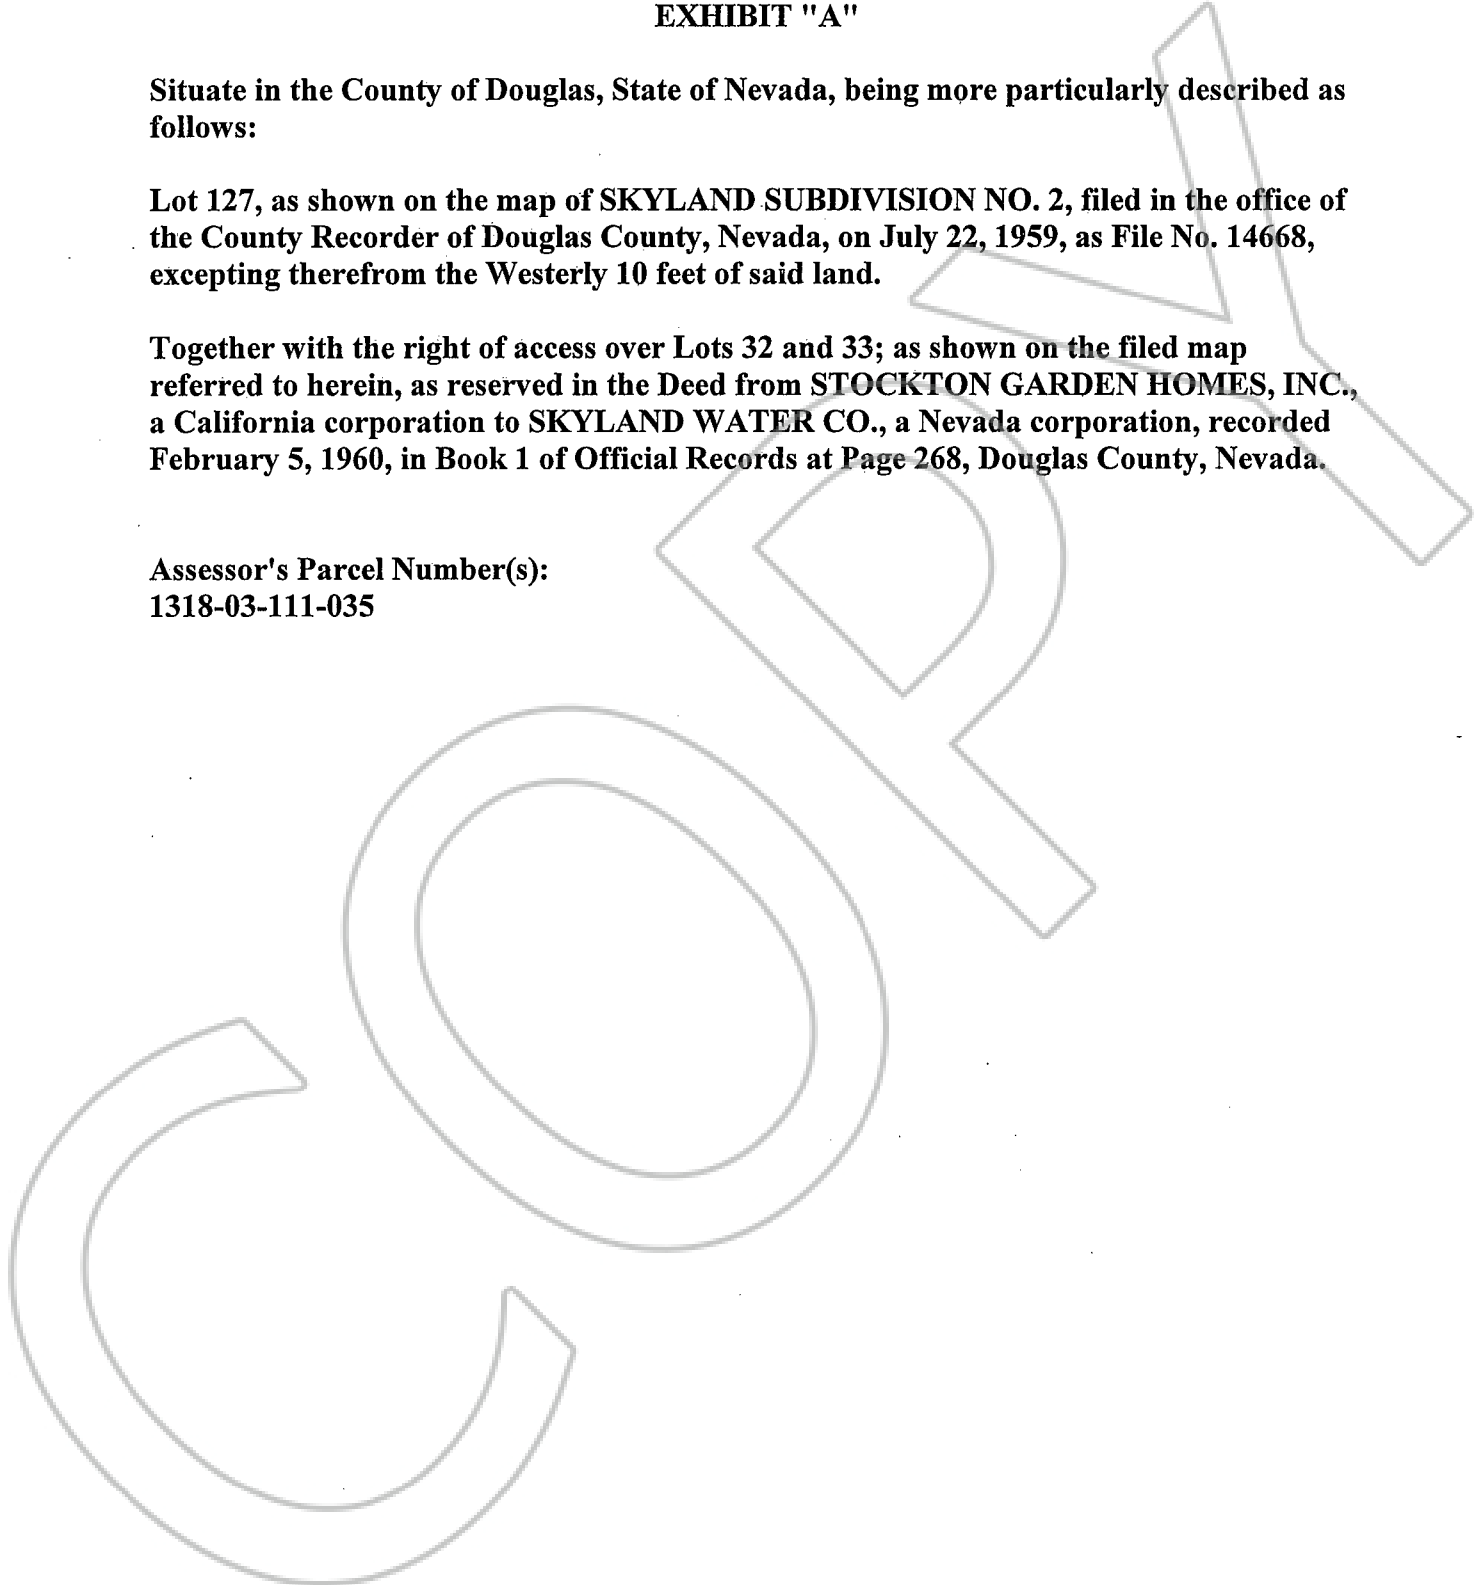 EXHIBIT "A"
Situate in the County of Douglas, State of Nevada, being more particularly described as
follows:
Lot 127, as shown on the map of SKYLAND SUBDIVISION NO. 2, filed in the office of
the County Recorder of Douglas County, Nevada, on July 22, 1959, as File No. 14668,
excepting therefrom the Westerly 10 feet of said land.
Together with the right of access over Lots 32 and 33; as shown on the filed map
referred to herein, as reserved in the Deed from STOCKTON GARDEN HOMES, INC.,
a California corporation to SKYLAND WATER CO., a Nevada corporation, recorded
February 5, 1960, in Book 1 of Official Records at Page 268, Douglas County, Nevada.
Assessor's Parcel Number(s):
1318-03-111-035
COPY